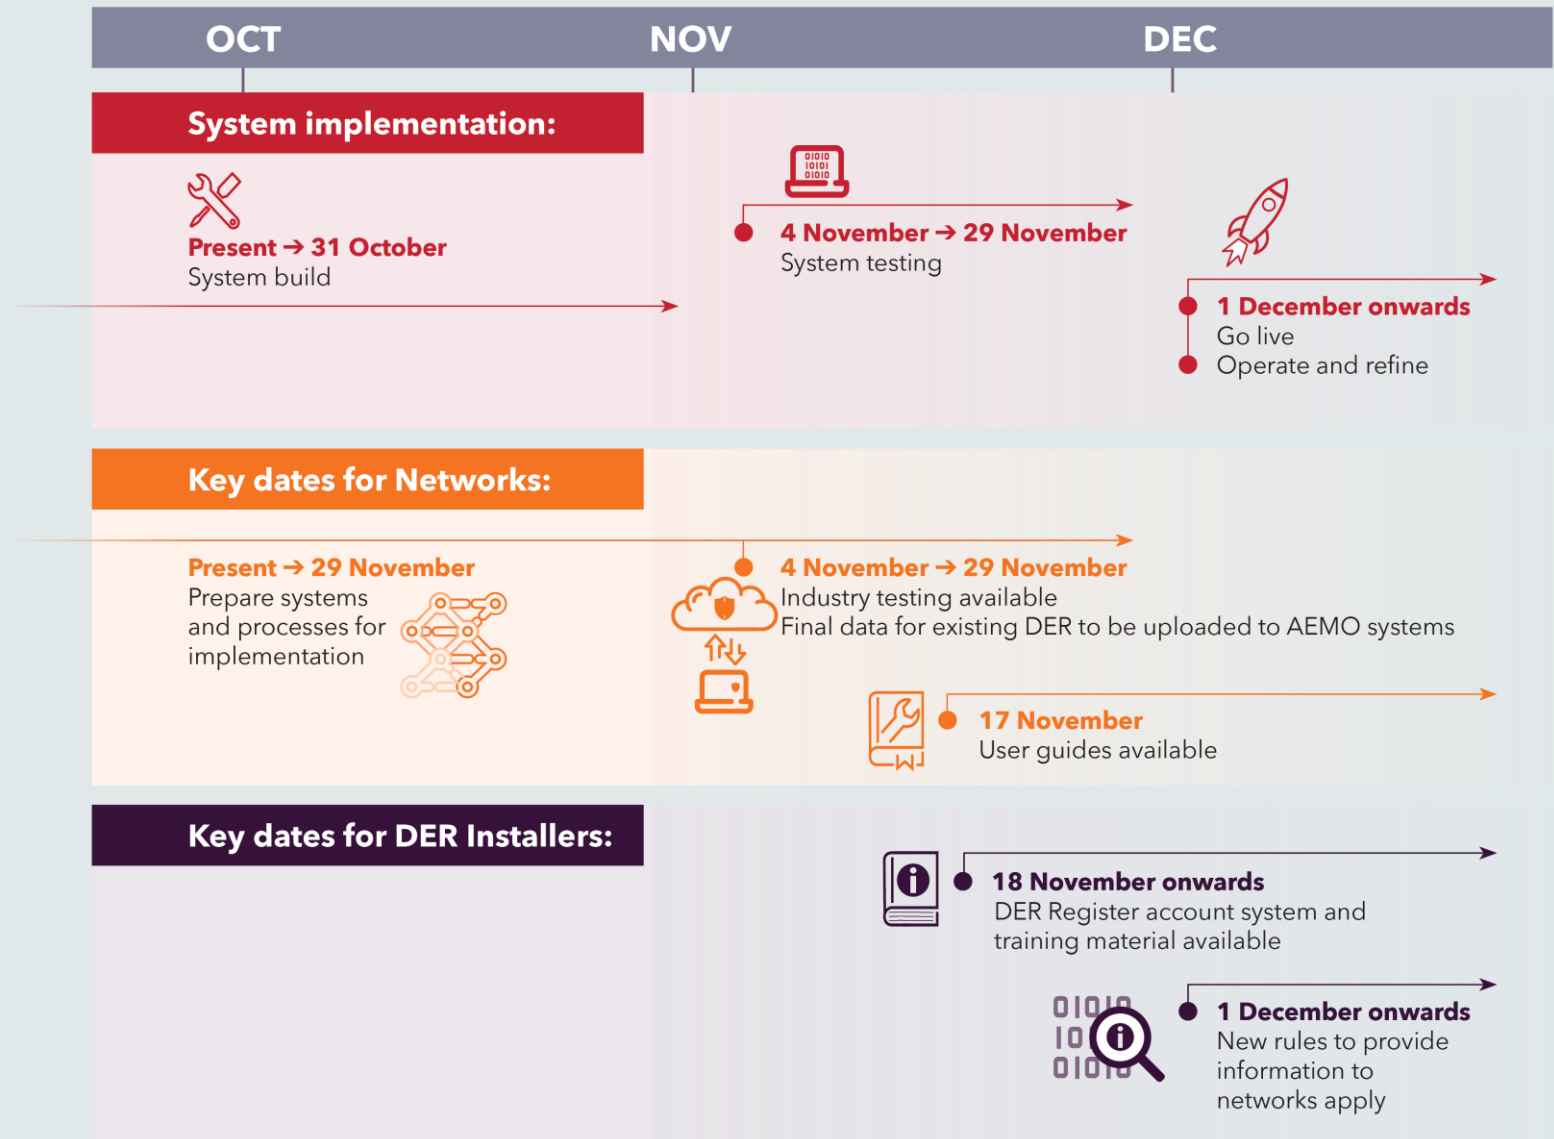 OCT
NOV
DEC
System implementation:
Present → 31 October
System build
01010
10101
01010
4 November → 29 November
System testing
1 December onwards
Go live
Operate and refine
Key dates for Networks:
Present → 29 November
Prepare systems
and processes for
implementation
4 November → 29 November
Industry testing available
Final data for existing DER to be uploaded to AEMO systems
17 November
User guides available
Key dates for DER Installers:
18 November onwards
DER Register account system and
training material available
1 December onwards
New rules to provide
information to
networks apply